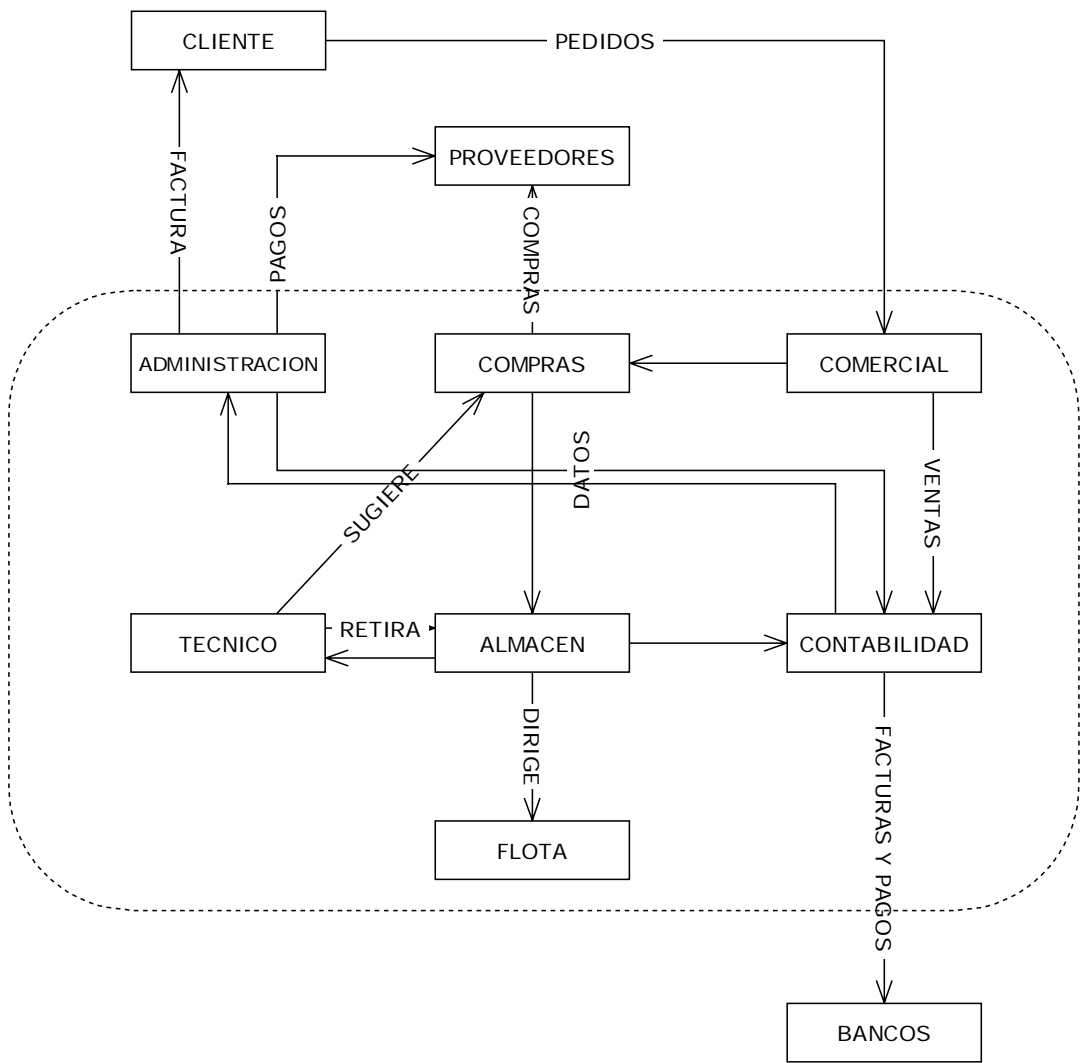 CLIENTE
PEDIDOS
FACTURA
PAGOS
PROVEEDORES
COMPRAS
ADMINISTRACION
COMPRAS
COMERCIAL
SUGIERE
DATOS
VENTAS
TECNICO
RETIRA
ALMACEN
CONTABILIDAD
DIRIGE
FACTURAS Y PAGOS
FLOTA
BANCOS